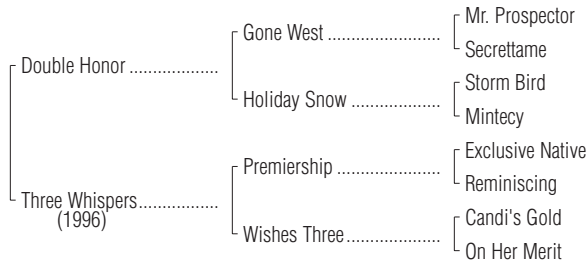 Mr. Prospector
Gone West ........................
Secrettame
Double Honor ...................
Storm Bird
Holiday Snow ...................
Mintecy
Exclusive Native
Premiership ......................
Reminiscing
Three Whispers.................
(1996)
Candi's Gold
Wishes Three....................
On Her Merit